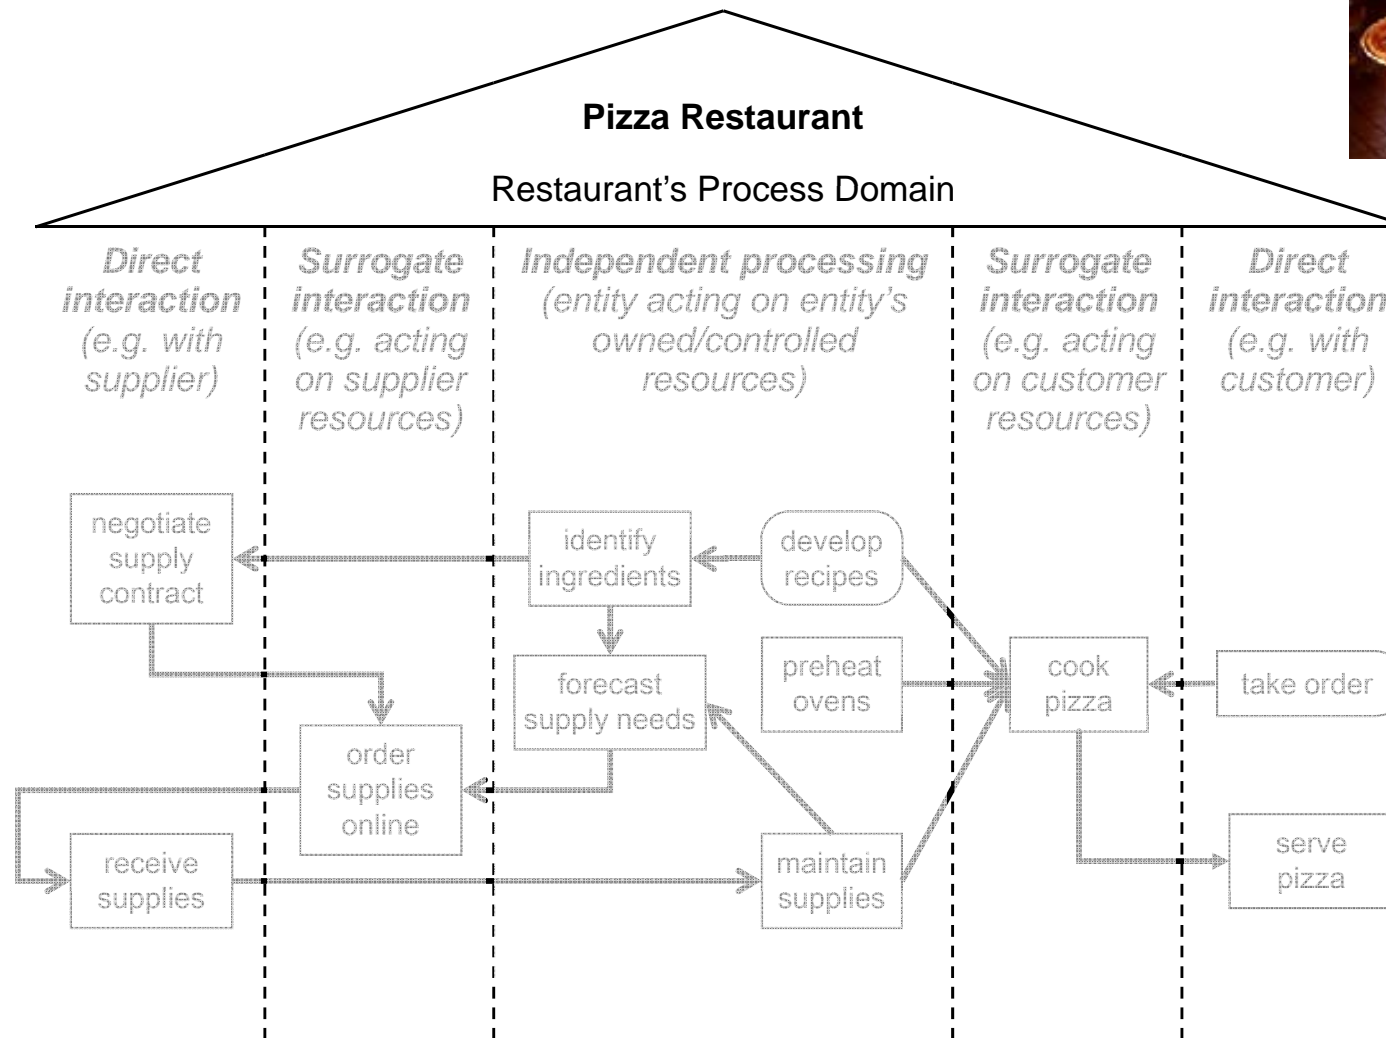 Pizza Restaurant
Restaurant’s Process Domain
Direct
interaction
(e.g. with
supplier)
Surrogate
interaction
(e.g. acting
on supplier
resources)
Independent processing
(entity acting on entity’s
owned/controlled
resources)
Surrogate
interaction
(e.g. acting
on customer
resources)
Direct
interaction
(e.g. with
customer)
negotiate
supply
contract
identify
ingredients
develop
recipes
forecast
supply needs
preheat
ovens
cook
pizza
take order
order
supplies
online
receive
supplies
maintain
supplies
serve
pizza